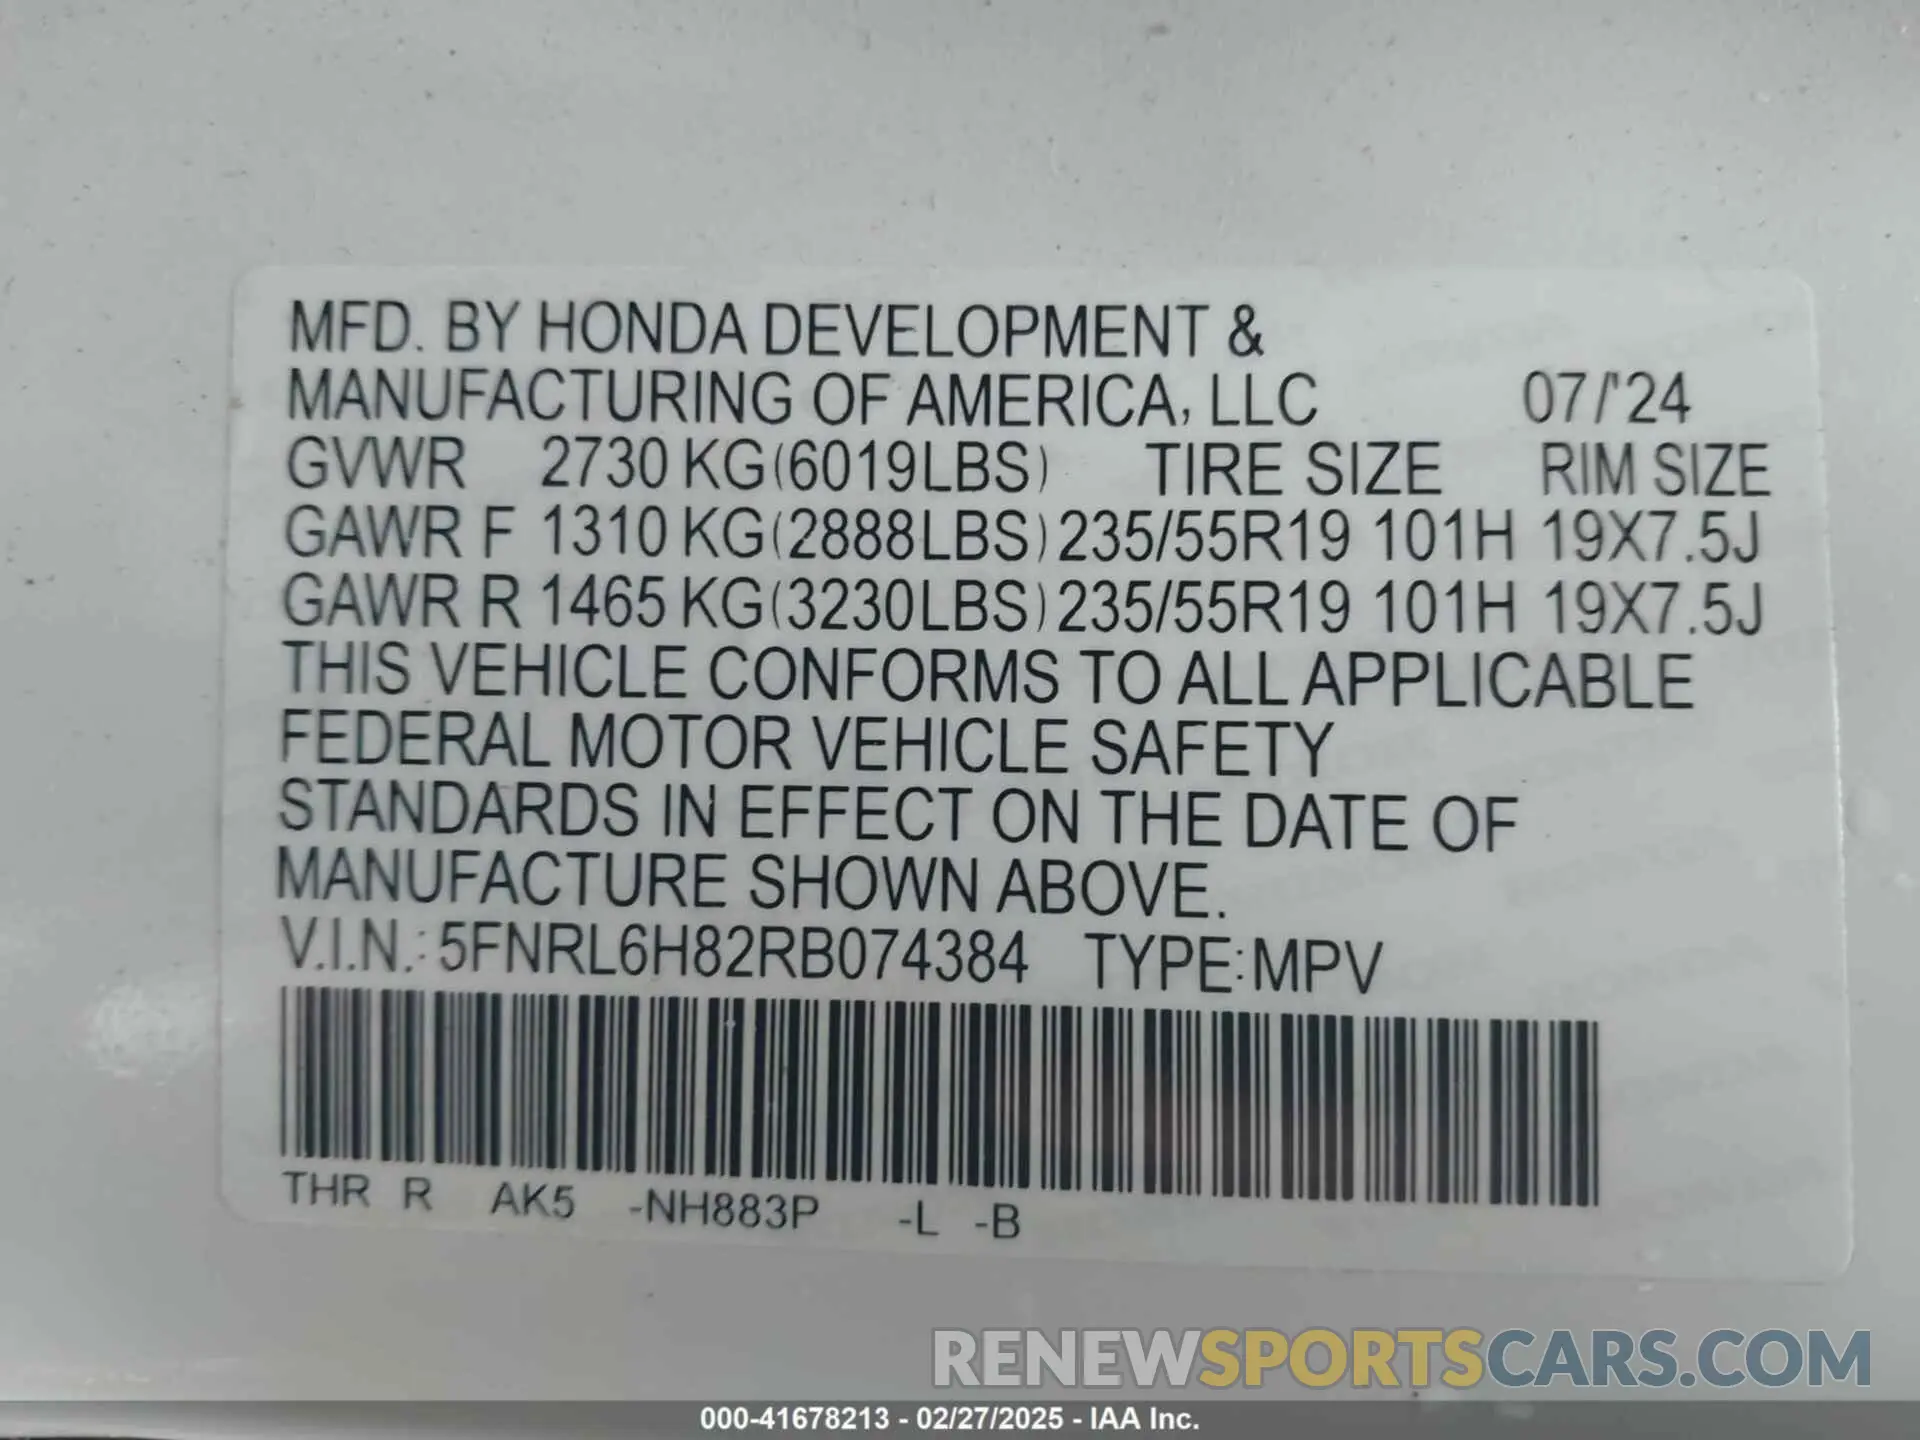 MFD. BY HONDA DEVELOPMENT &
MANUFACTURING OF AMERICA, LLC 07/'24
GVWR 2730 KG(6019LBS) TIRE SIZE RIM SIZE
GAWR F 1310 KG(2888LBS) 235/55R19 101H 19X7.5J
GAWR R 1465 KG(3230LBS) 235/55R19 101H 19X7.5J
THIS VEHICLE CONFORMS TO ALL APPLICABLE
FEDERAL MOTOR VEHICLE SAFETY
STANDARDS IN EFFECT ON THE DATE OF
MANUFACTURE SHOWN ABOVE.
V.I.N.: 5FNRL6H82RB074384 TYPE:MPV
THR R AK5 -NH883P -L -B
RENEWSPORTSCARS.COM
000-41678213 - 02/27/2025 - IAA Inc.